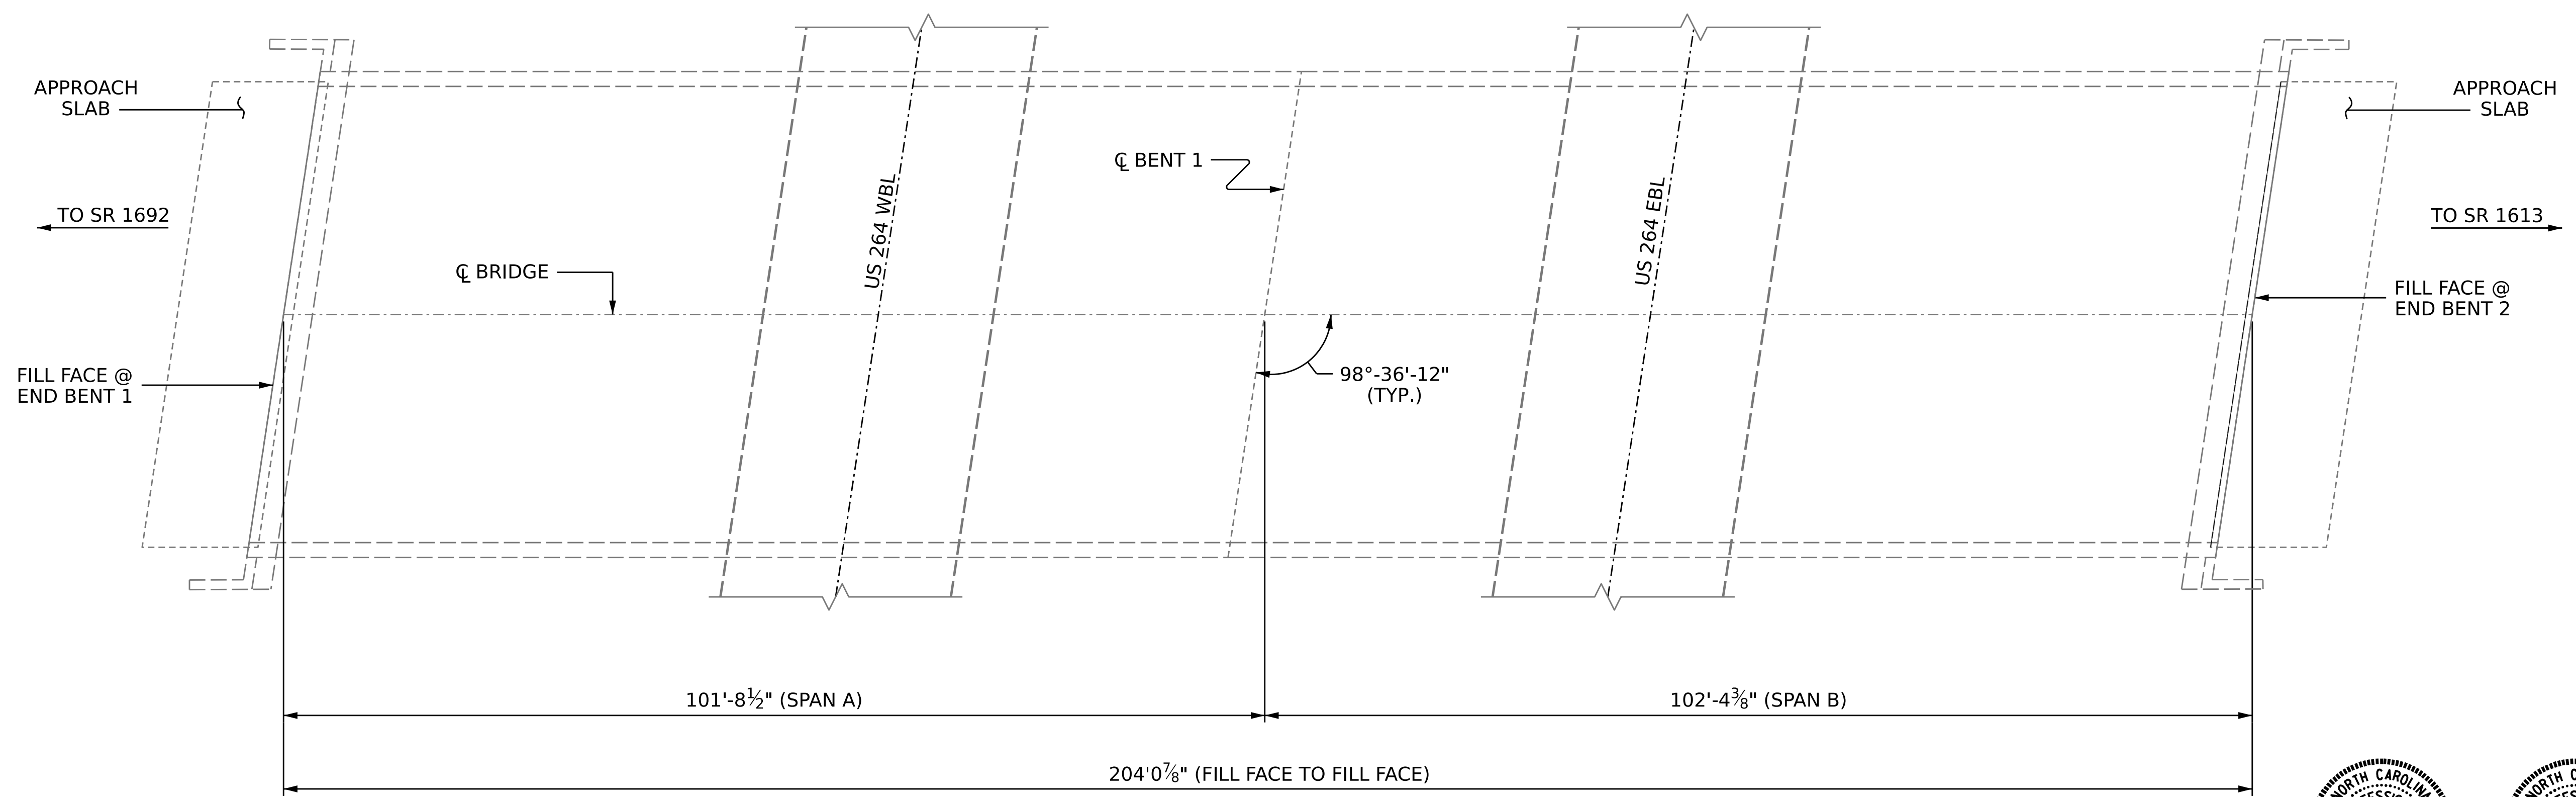 APPROACH
SLAB
APPROACH
SLAB
℄ BENT 1
US 264 WBL
US 264 EBL
TO SR 1692
TO SR 1613
℄ BRIDGE
FILL FACE @
END BENT 2
FILL FACE @
END BENT 1
98°-36'-12"
(TYP.)
101'-8½" (SPAN A)
102'-4⅜" (SPAN B)
204'0⅞" (FILL FACE TO FILL FACE)
NORTH CAROLINA
NORTH